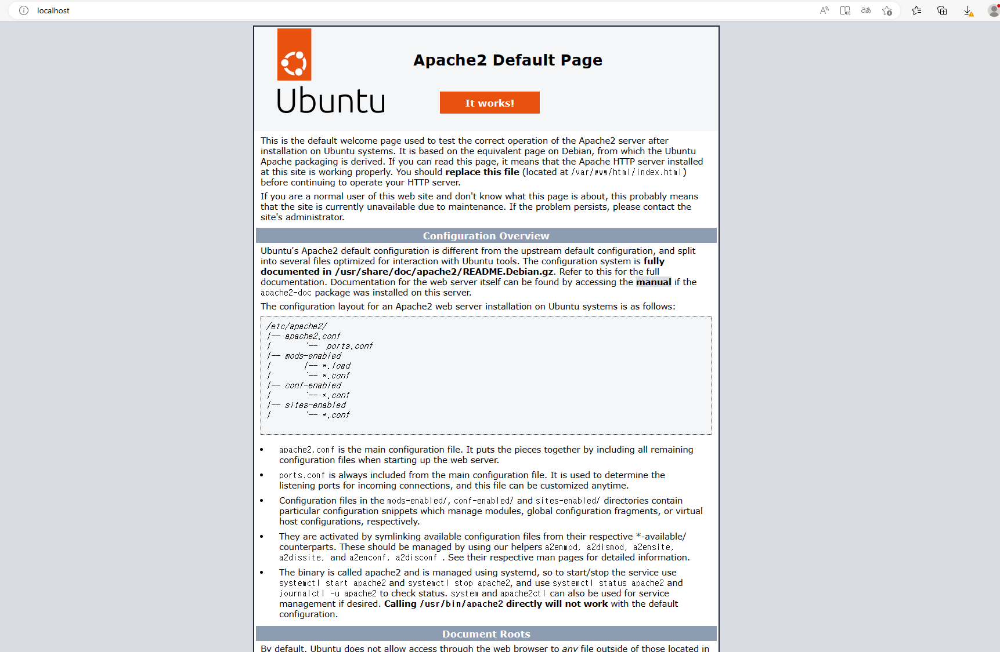 localhost
Apache2 Default Page
Ubuntu
It works!
This is the default welcome page used to test the correct operation of the Apache2 server after
installation on Ubuntu systems. It is based on the equivalent page on Debian, from which the Ubuntu
Apache packaging is derived. If you can read this page, it means that the Apache HTTP server installed
at this site is working properly. You should replace this file (located at /var/www/html/index.html)
before continuing to operate your HTTP server.
If you are a normal user of this web site and don't know what this page is about, this probably means
that the site is currently unavailable due to maintenance. If the problem persists, please contact the
site's administrator.
Configuration Overview
Ubuntu's Apache2 default configuration is different from the upstream default configuration, and split
into several files optimized for interaction with Ubuntu tools. The configuration system is fully
documented in /usr/share/doc/apache2/README.Debian.gz. Refer to this for the full
documentation. Documentation for the web server itself can be found by accessing the manual if the
apache2-doc package was installed on this server.
The configuration layout for an Apache2 web server installation on Ubuntu systems is as follows:
/etc/apache2/
|-- apache2.conf
|       `--  ports.conf
|-- mods-enabled
|       |-- *.load
|       `-- *.conf
|-- conf-enabled
|       `-- *.conf
|-- sites-enabled
|       `-- *.conf
• apache2.conf is the main configuration file. It puts the pieces together by including all remaining
configuration files when starting up the web server.
• ports.conf is always included from the main configuration file. It is used to determine the
listening ports for incoming connections, and this file can be customized anytime.
• Configuration files in the mods-enabled/, conf-enabled/ and sites-enabled/ directories contain
particular configuration snippets which manage modules, global configuration fragments, or virtual
host configurations, respectively.
• They are activated by symlinking available configuration files from their respective *-available/
counterparts. These should be managed by using our helpers a2enmod, a2dismod, a2ensite,
a2dissite, and a2enconf, a2disconf . See their respective man pages for detailed information.
• The binary is called apache2 and is managed using systemd, so to start/stop the service use
systemctl start apache2 and systemctl stop apache2, and use systemctl status apache2 and
journalctl -u apache2 to check status. system and apache2ctl can also be used for service
management if desired. Calling /usr/bin/apache2 directly will not work with the default
configuration.
Document Roots
By default, Ubuntu does not allow access through the web browser to any file outside of those located in